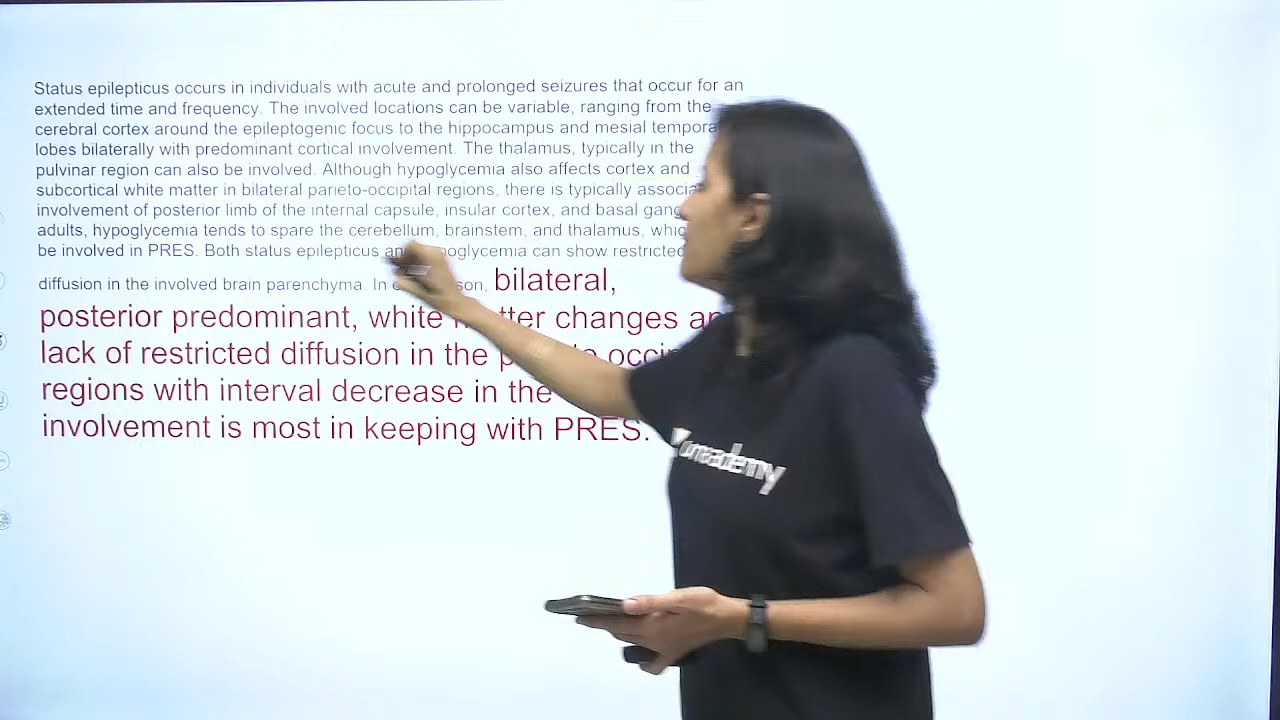 Status epilepticus occurs in individuals with acute and prolonged seizures that occur for an
extended time and frequency. The involved locations can be variable, ranging from the
cerebral cortex around the epileptogenic focus to the hippocampus and mesial
lobes bilaterally with predominant cortical involvement. The thalamus, typically in the
pulvinar region can also be involved. Although hypoglycemia also affects cortex and
subcortical white matter in bilateral parieto-occipital regions, there is typically
involvement of posterior limb of the internal capsule, insular cortex, and basal
adults, hypoglycemia tends to spare the cerebellum, brainstem, and thalamus,
be involved in PRES. Both status epilepticus can show restricted
diffusion in the involved brain parenchyma. In bilateral,
posterior predominant, white changes
lack of restricted diffusion in the
regions with interval decrease in the
involvement is most in keeping with PRES.
unacademy